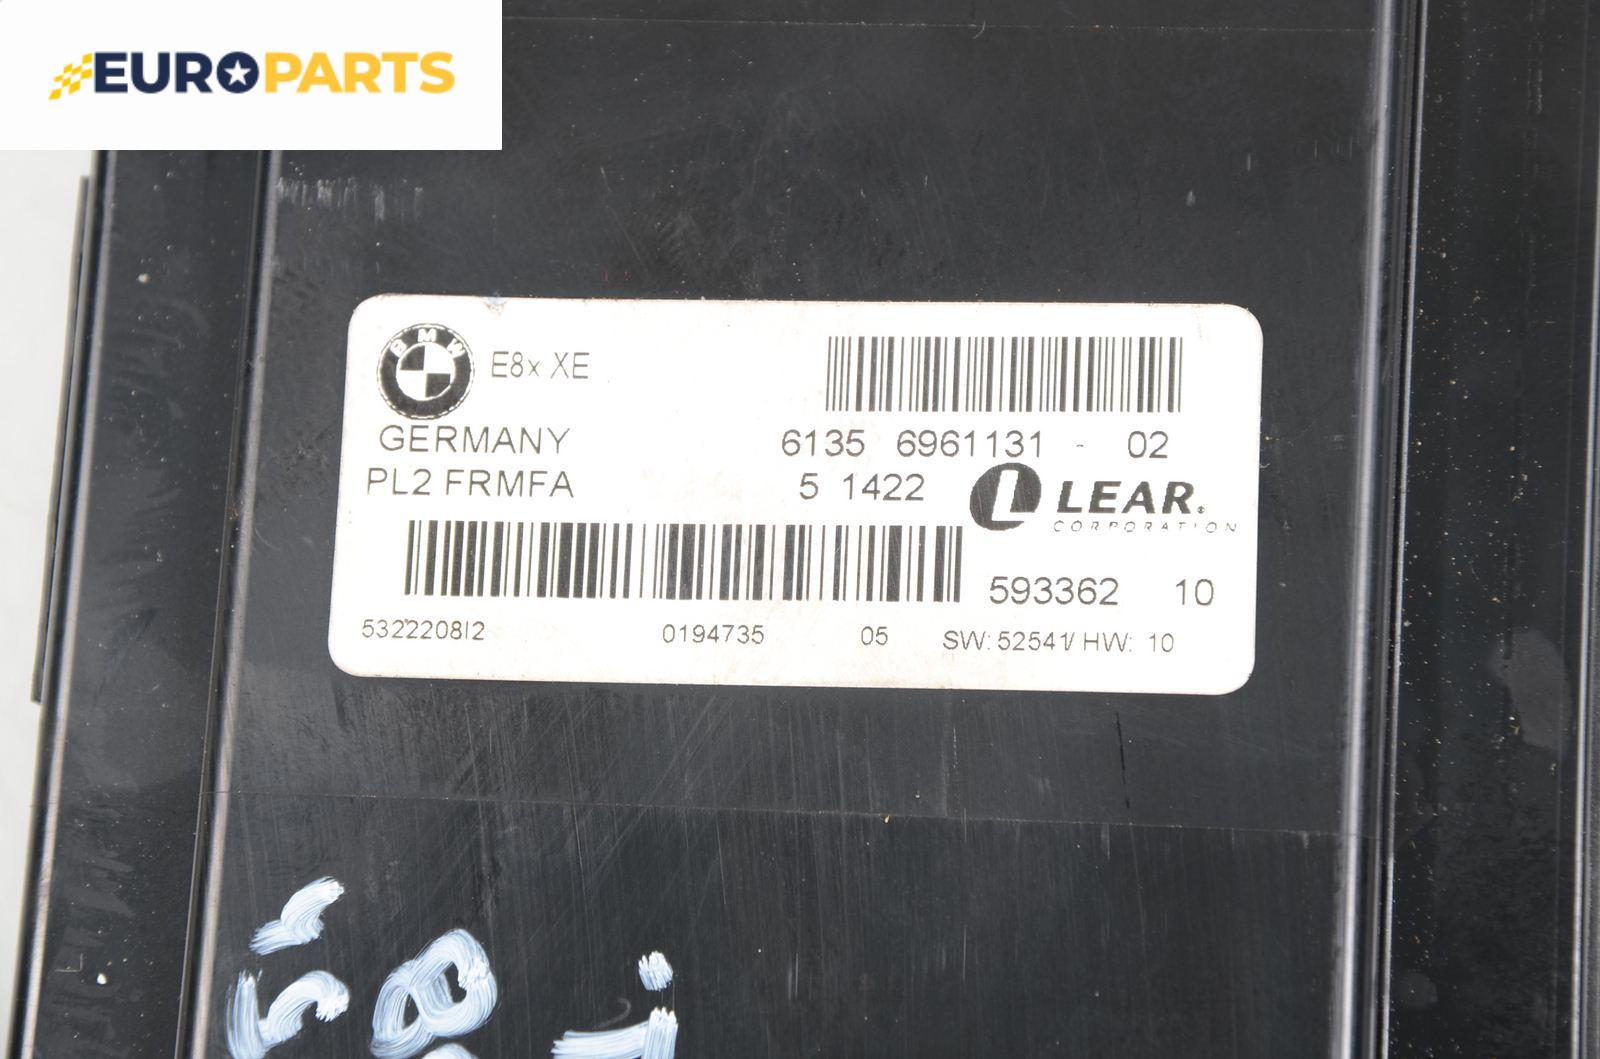 EUROPARTS
BMW
E8x XE
GERMANY
6135 6961131 - 02
PL2 FRMFA
5 1422
LEAR.
CORPORATION
593362 10
532220812
0194735 05
SW: 52541/ HW: 10